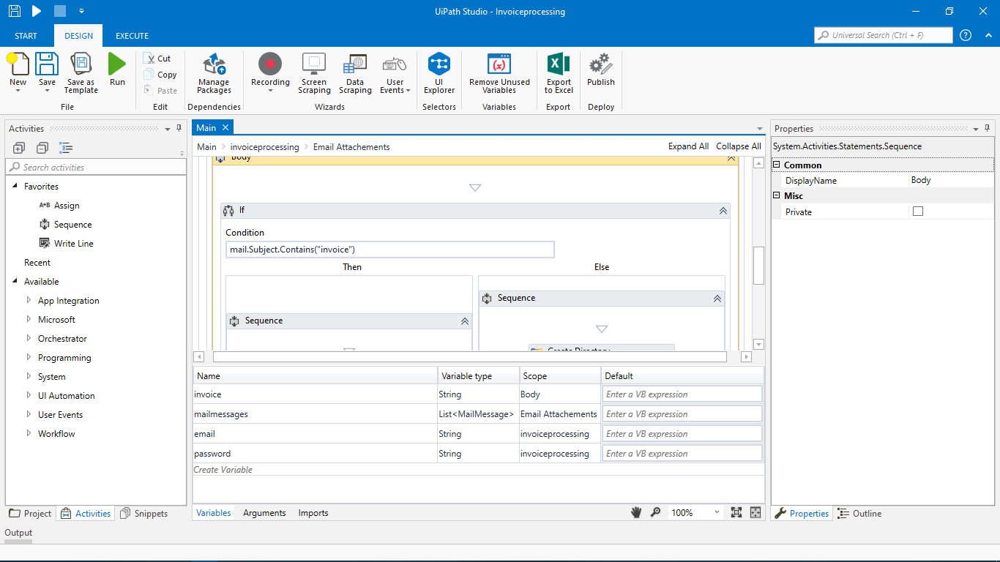 UiPath Studio - Invoiceprocessing
START DESIGN EXECUTE
Universal Search (Ctrl + F)
New
Save
Save as Template
Run
File
Cut
Copy
Paste
Edit
Manage Packages
Dependencies
Recording
Screen Scraping
Data Scraping
User Events
Wizards
UI Explorer
Selectors
Remove Unused Variables
Variables
Export to Excel
Export
Publish
Deploy
Activities
Search activities
Favorites
A+B Assign
Sequence
Write Line
Recent
Available
App Integration
Microsoft
Orchestrator
Programming
System
UI Automation
User Events
Workflow
Project Activities Snippets
Output
Main
Main invoiceprocessing Email Attachements Expand All Collapse All
Body
If
Condition
mail.Subject.Contains("invoice")
Then Else
Sequence
Sequence
Create Directory
Name Variable type Scope Default
invoice String Body Enter a VB expression
mailmessages List<MailMessage> Email Attachements Enter a VB expression
email String invoiceprocessing Enter a VB expression
password String invoiceprocessing Enter a VB expression
Create Variable
Variables Arguments Imports 100%
Properties
System.Activities.Statements.Sequence
Common
DisplayName Body
Misc
Private
Properties Outline